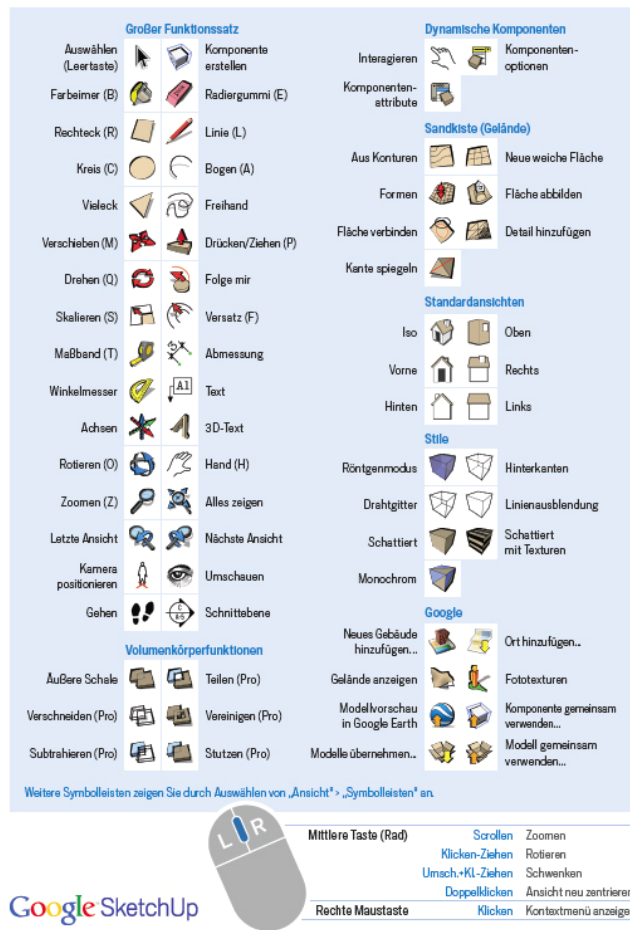 Großer Funktionssatz
Auswählen (Leertaste)
Komponente erstellen
Farbeimer (B)
Radiergummi (E)
Rechteck (R)
Linie (L)
Kreis (C)
Bogen (A)
Vieleck
Freihand
Verschieben (M)
Drücken/Ziehen (P)
Drehen (Q)
Folge mir
Skalieren (S)
Versatz (F)
Maßband (T)
Abmessung
Winkelmesser
A1
Text
Achsen
3D-Text
Rotieren (O)
Hand (H)
Zoomen (Z)
Alles zeigen
Letzte Ansicht
Nächste Ansicht
Kamera positionieren
Umschauen
Gehen
Schnittebene
Volumenkörperfunktionen
Äußere Schale
Teilen (Pro)
Verschneiden (Pro)
Vereinigen (Pro)
Subtrahieren (Pro)
Stutzen (Pro)
Dynamische Komponenten
Interagieren
Komponenten-
optionen
Komponenten-
attribute
Sandkiste (Gelände)
Aus Konturen
Neue weiche Fläche
Formen
Fläche abbilden
Fläche verbinden
Detail hinzufügen
Kante spiegeln
Standardansichten
Iso
Oben
Vorne
Rechts
Hinten
Links
Stile
Röntgenmodus
Hinterkanten
Drahtgitter
Linienausblendung
Schattiert
Schattiert mit Texturen
Monochrom
Google
Neues Gebäude hinzufügen...
Ort hinzufügen...
Gelände anzeigen
Fototexturen
Modellvorschau in Google Earth
Komponente gemeinsam verwenden...
Modelle übernehmen...
Modell gemeinsam verwenden...
Weitere Symbolleisten zeigen Sie durch Auswählen von „Ansicht" > „Symbolleisten" an.
L R
Mittlere Taste (Rad)
Scrollen Zoomen
Klicken-Ziehen Rotieren
Umsch.+Kl.-Ziehen Schwenken
Doppelklicken Ansicht neu zentrieren
Rechte Maustaste Klicken Kontextmenü anzeige
Google SketchUp